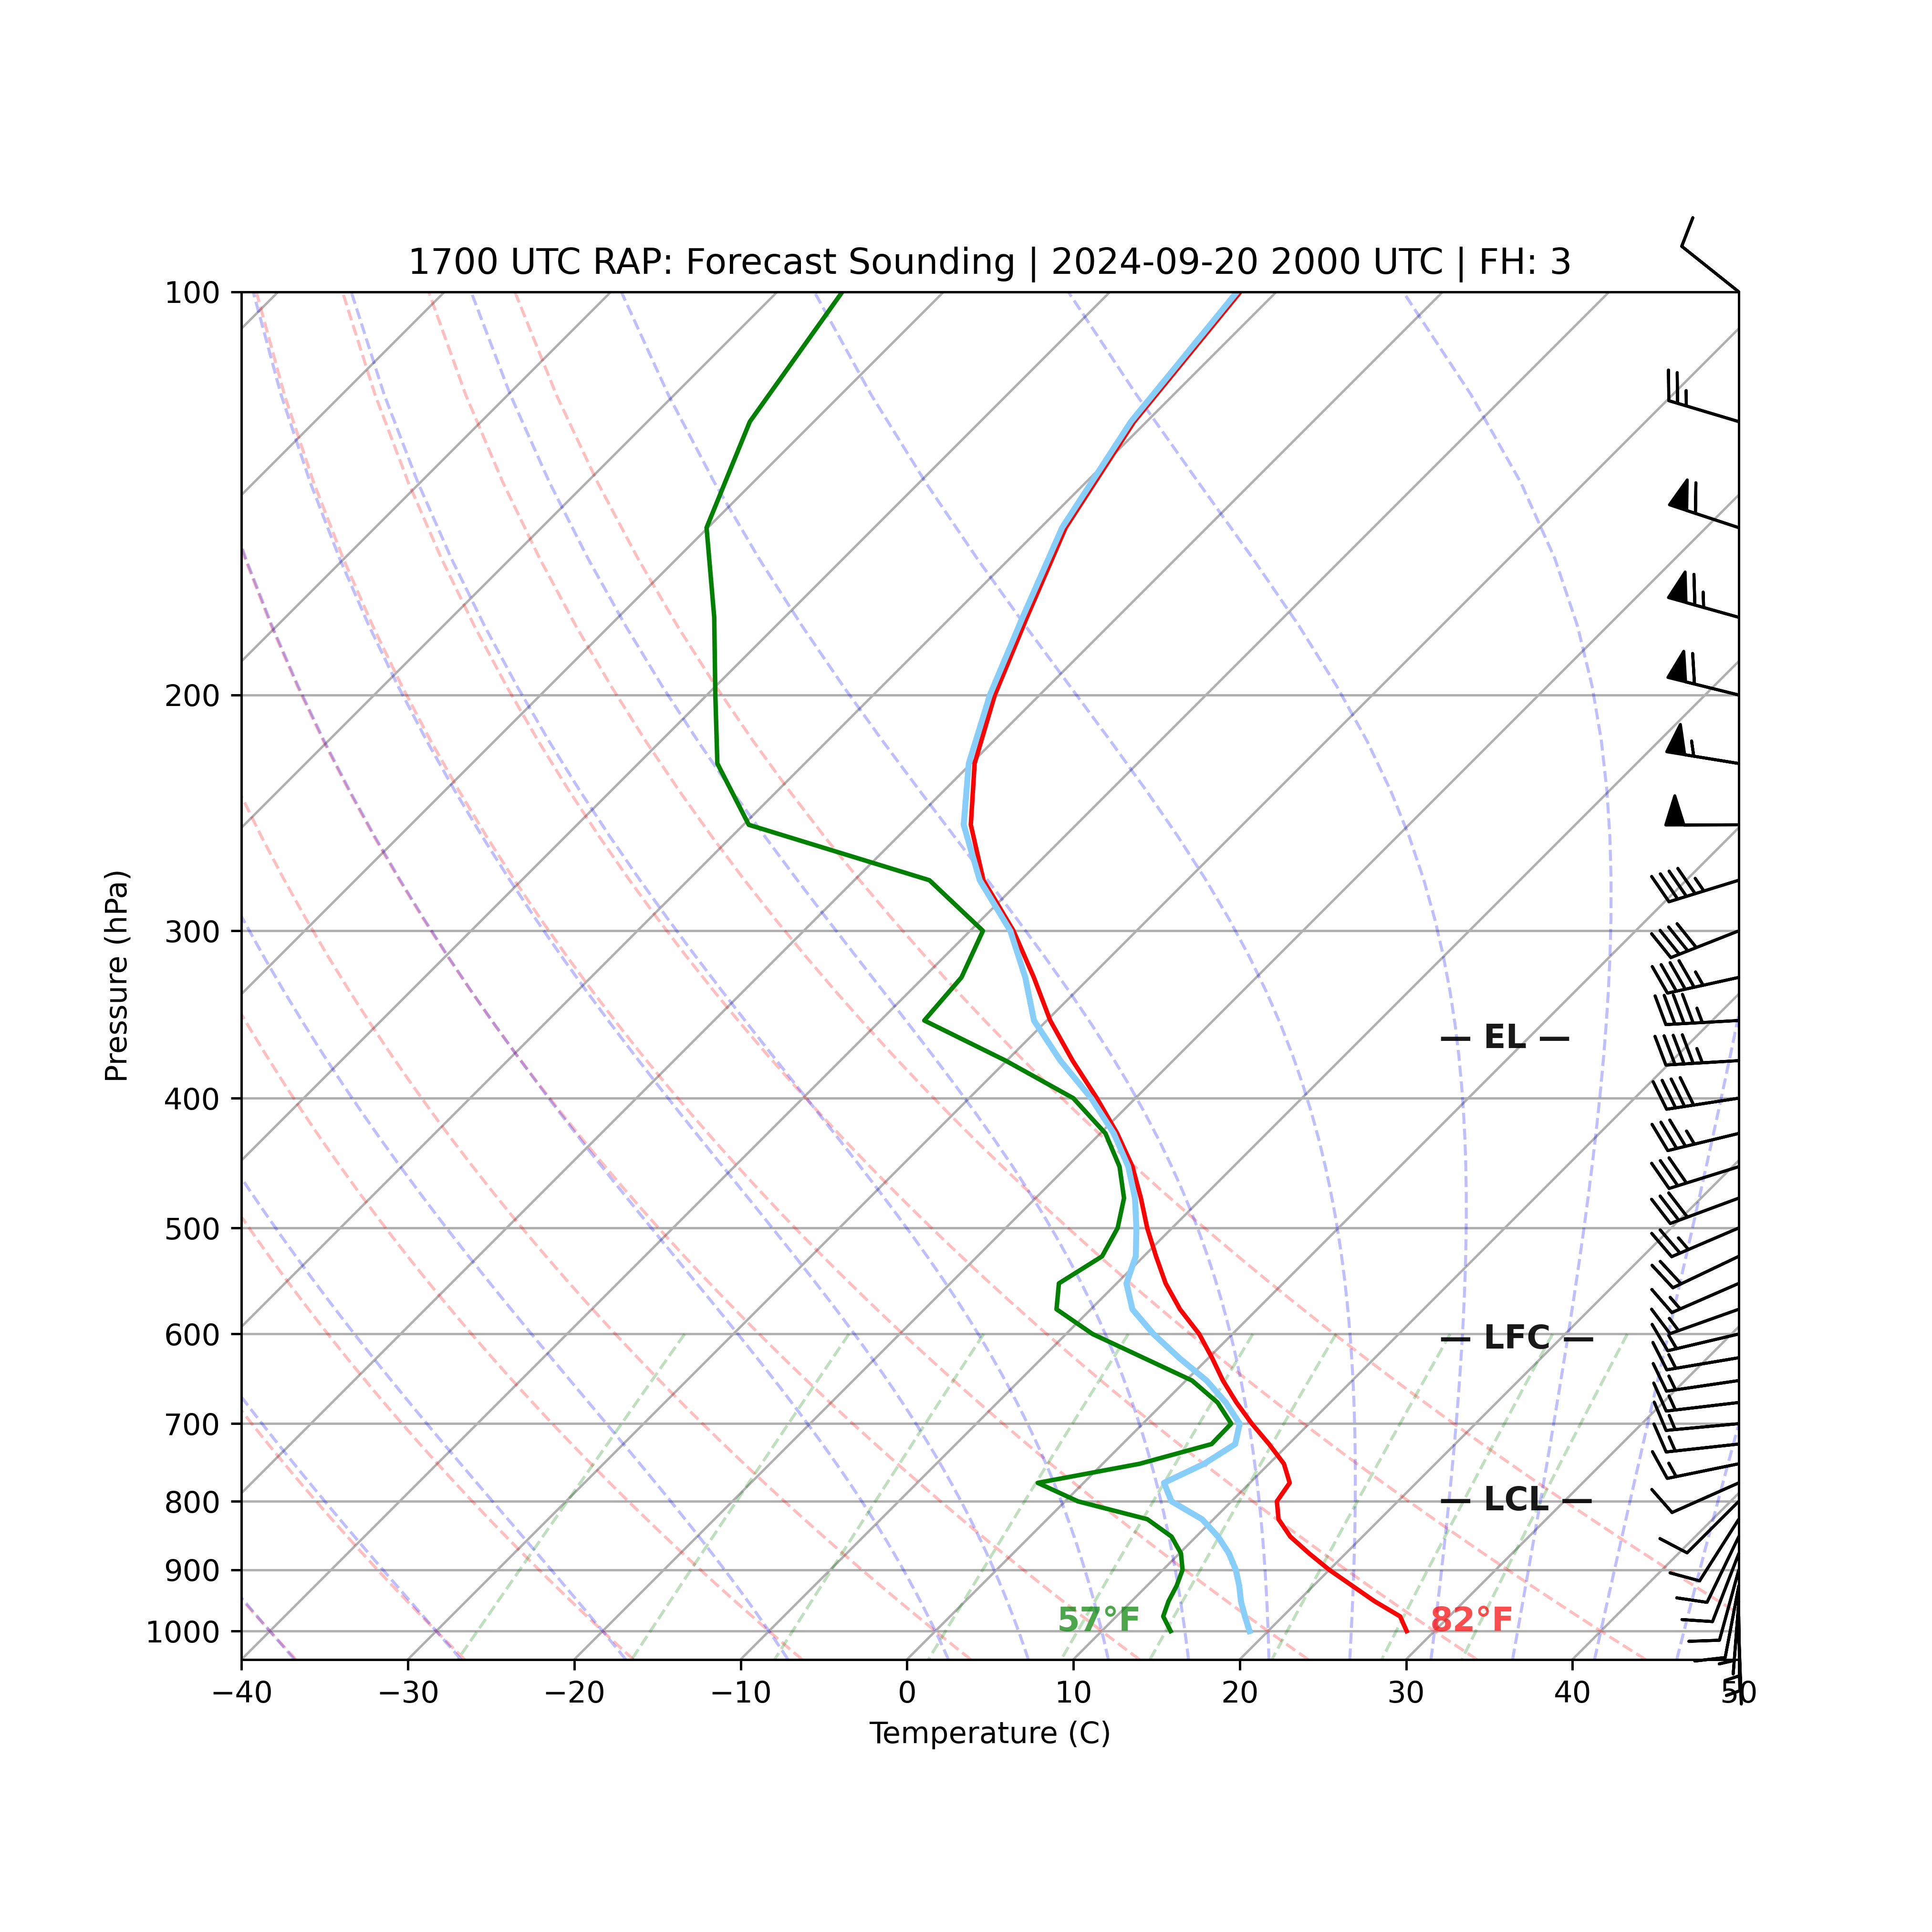 1700 UTC RAP: Forecast Sounding | 2024-09-20 2000 UTC | FH: 3
100
200
300
400
500
600
700
800
900
1000
Pressure (hPa)
— EL —
— LFC —
— LCL —
57°F
82°F
−40 −30 −20 −10 0 10 20 30 40 50
Temperature (C)